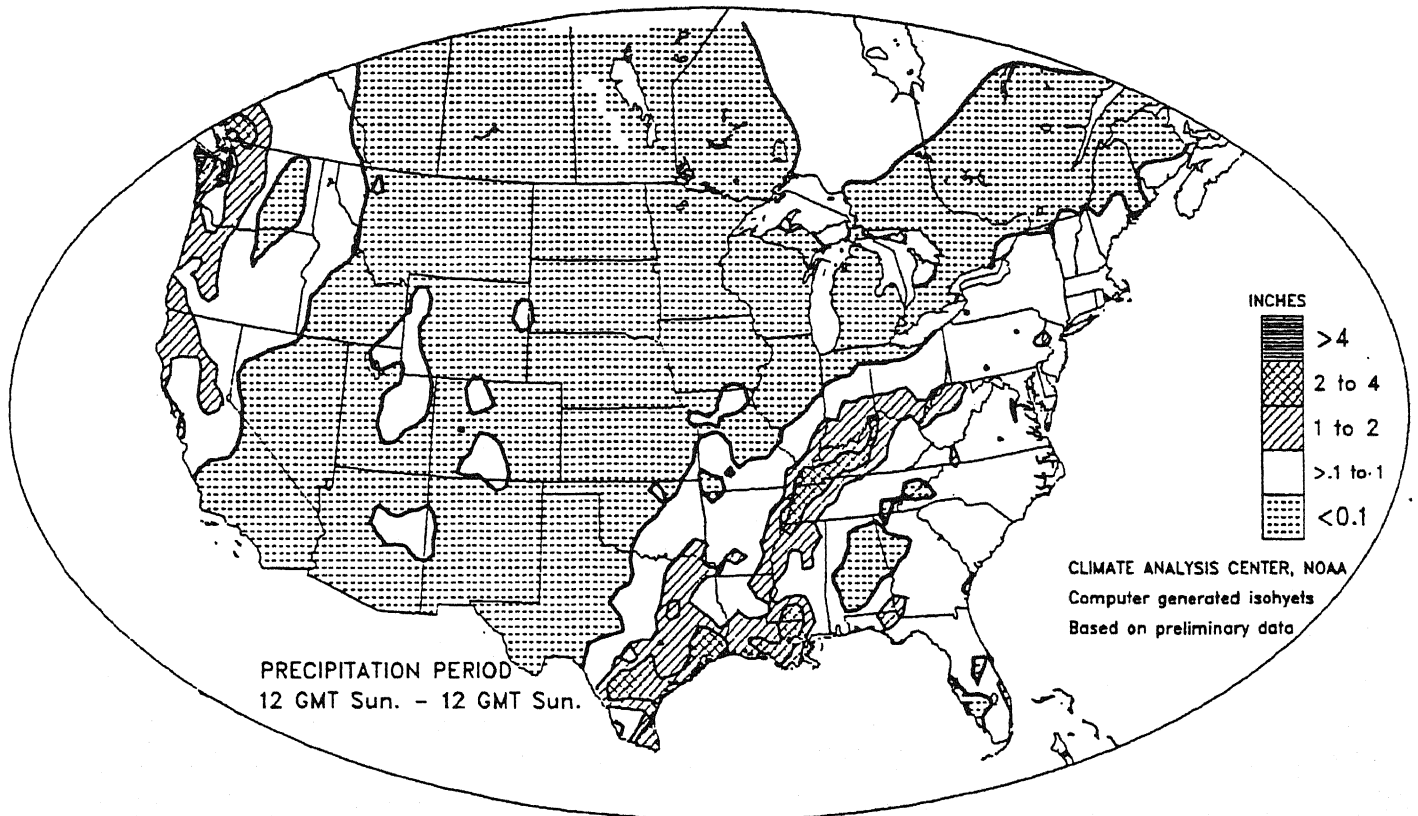 INCHES
>4
2 to 4
1 to 2
>.1 to 1
<0.1
CLIMATE ANALYSIS CENTER, NOAA
Computer generated isohyets
Based on preliminary data
PRECIPITATION PERIOD
12 GMT Sun. - 12 GMT Sun.